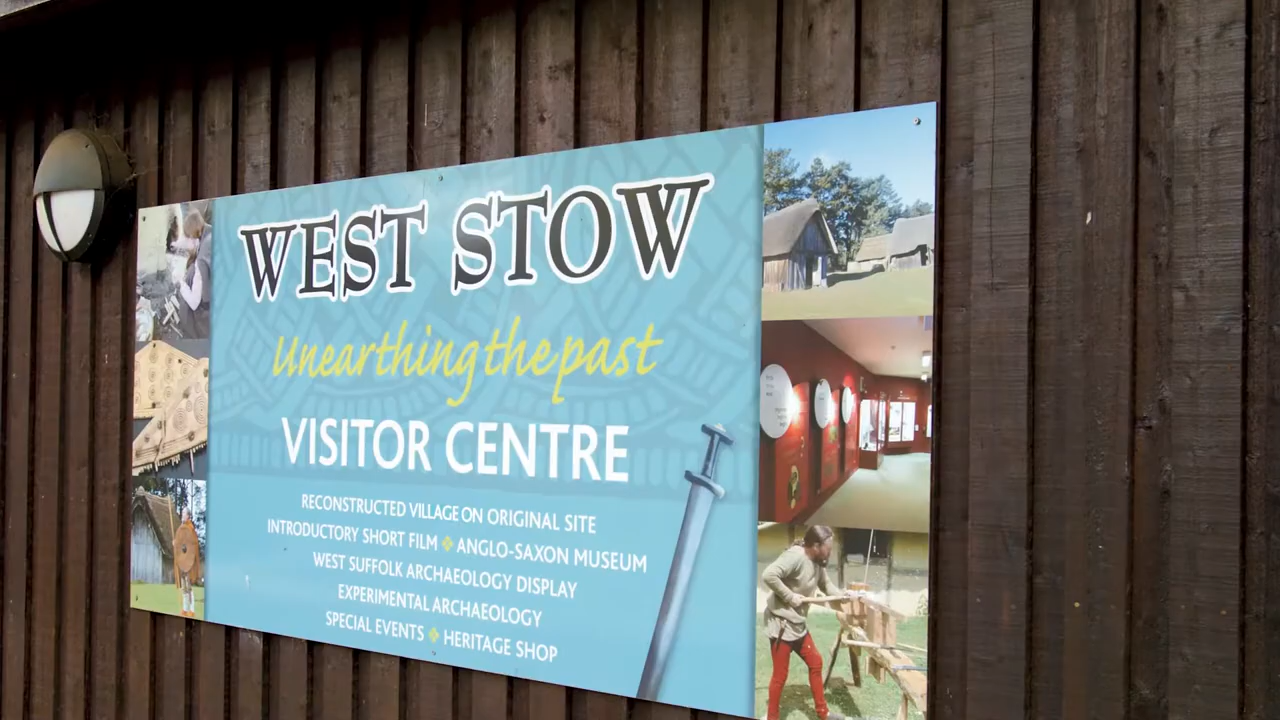 WEST STOW
Unearthing the past
VISITOR CENTRE
RECONSTRUCTED VILLAGE ON ORIGINAL SITE
INTRODUCTORY SHORT FILM ❖ ANGLO-SAXON MUSEUM
WEST SUFFOLK ARCHAEOLOGY DISPLAY
EXPERIMENTAL ARCHAEOLOGY
SPECIAL EVENTS ❖ HERITAGE SHOP